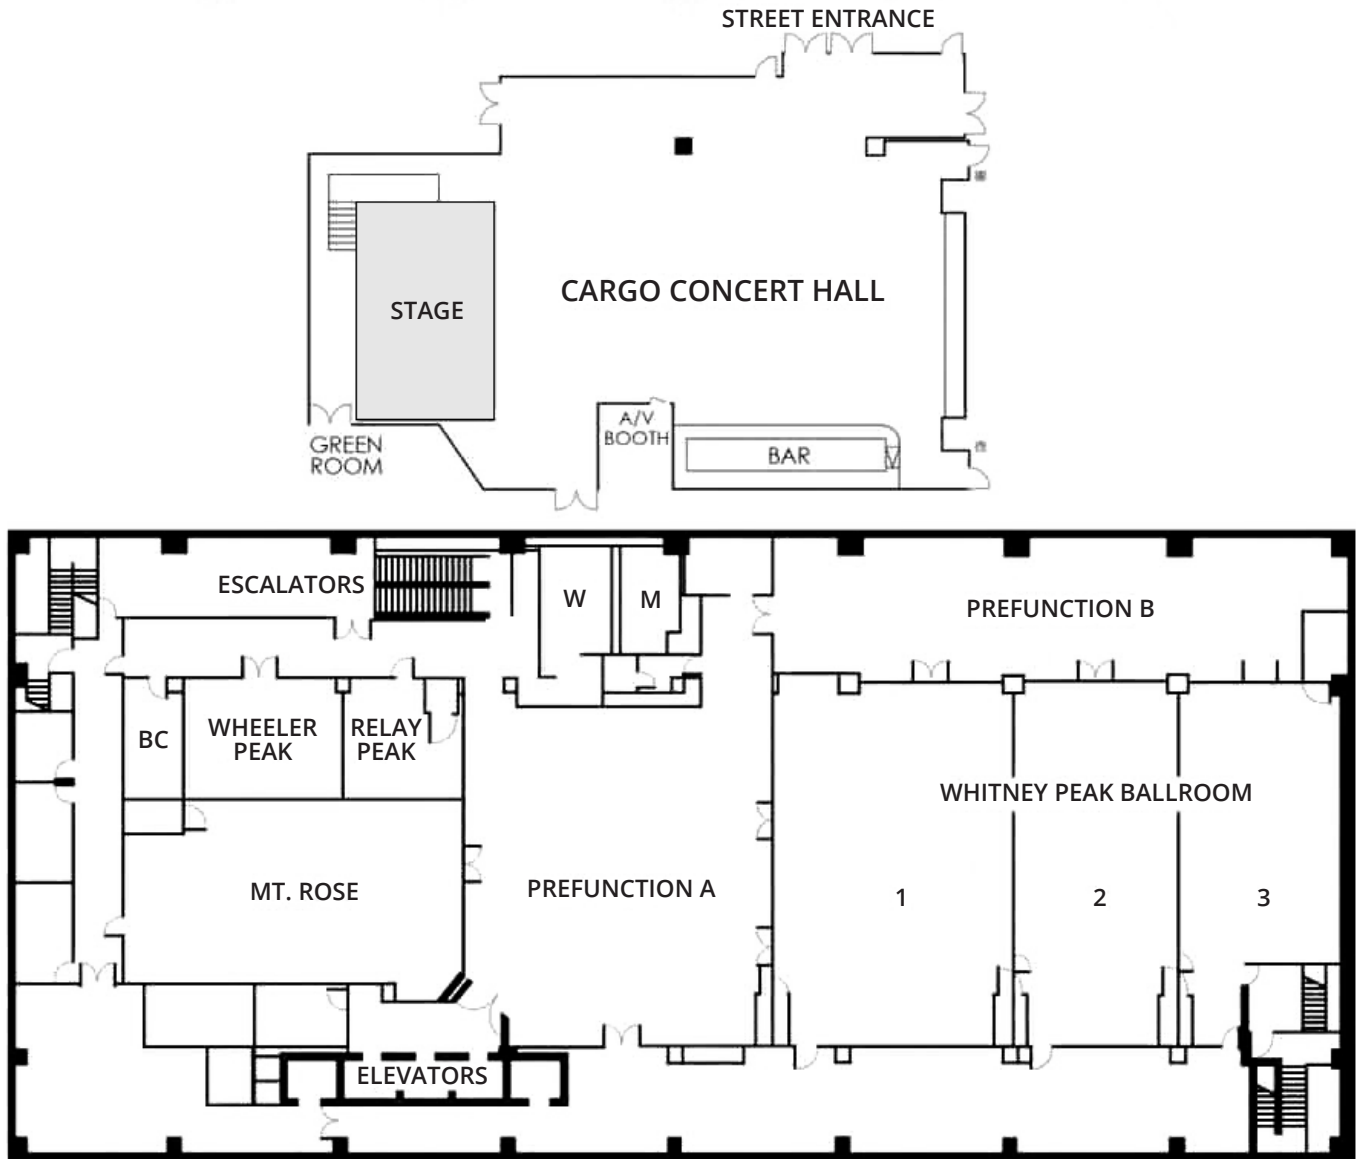 STREET ENTRANCE
CARGO CONCERT HALL
STAGE
A/V
BOOTH
GREEN
ROOM
BAR
ESCALATORS
W
M
PREFUNCTION B
BC
WHEELER
PEAK
RELAY
PEAK
WHITNEY PEAK BALLROOM
MT. ROSE
PREFUNCTION A
1
2
3
ELEVATORS